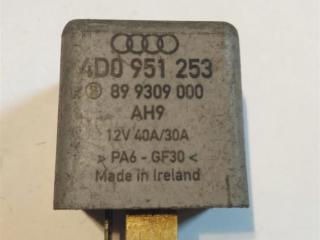 4D0 951 253
89 9309 000
AH9
12V 40A/30A
> PA6 - GF30 <
Made in Ireland